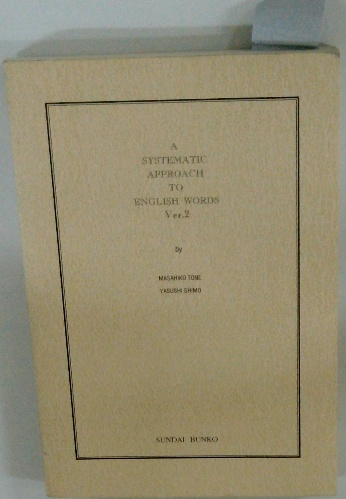 A
SYSTEMATIC
APPROACH
TO
ENGLISH WORDS
Ver.2
by
MASAHIKO TONE
YASUSHI SHIMO
SUNDAI BUNKO